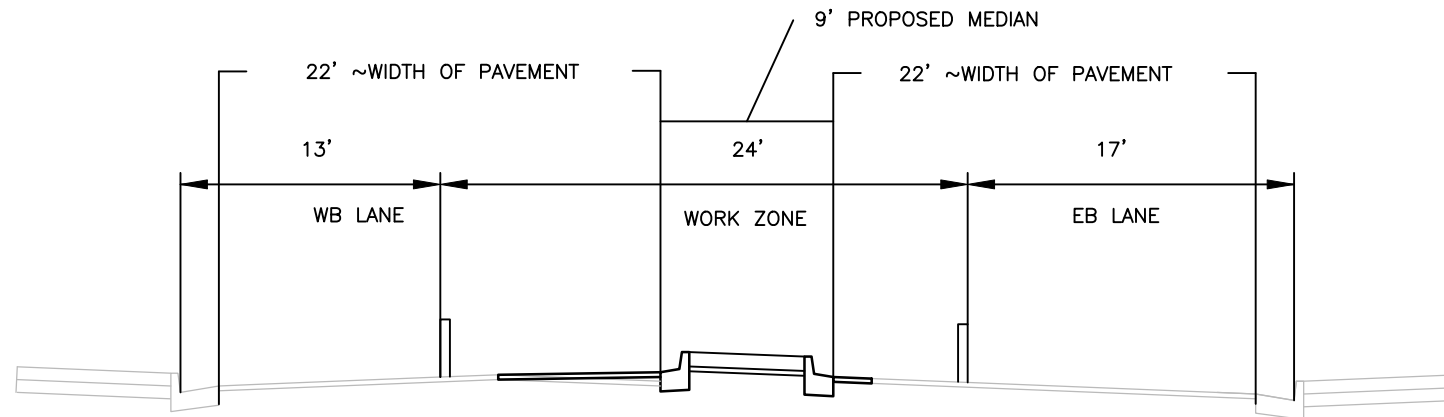 9' PROPOSED MEDIAN
22' ~WIDTH OF PAVEMENT
22' ~WIDTH OF PAVEMENT
13'
24'
17'
WB LANE
WORK ZONE
EB LANE